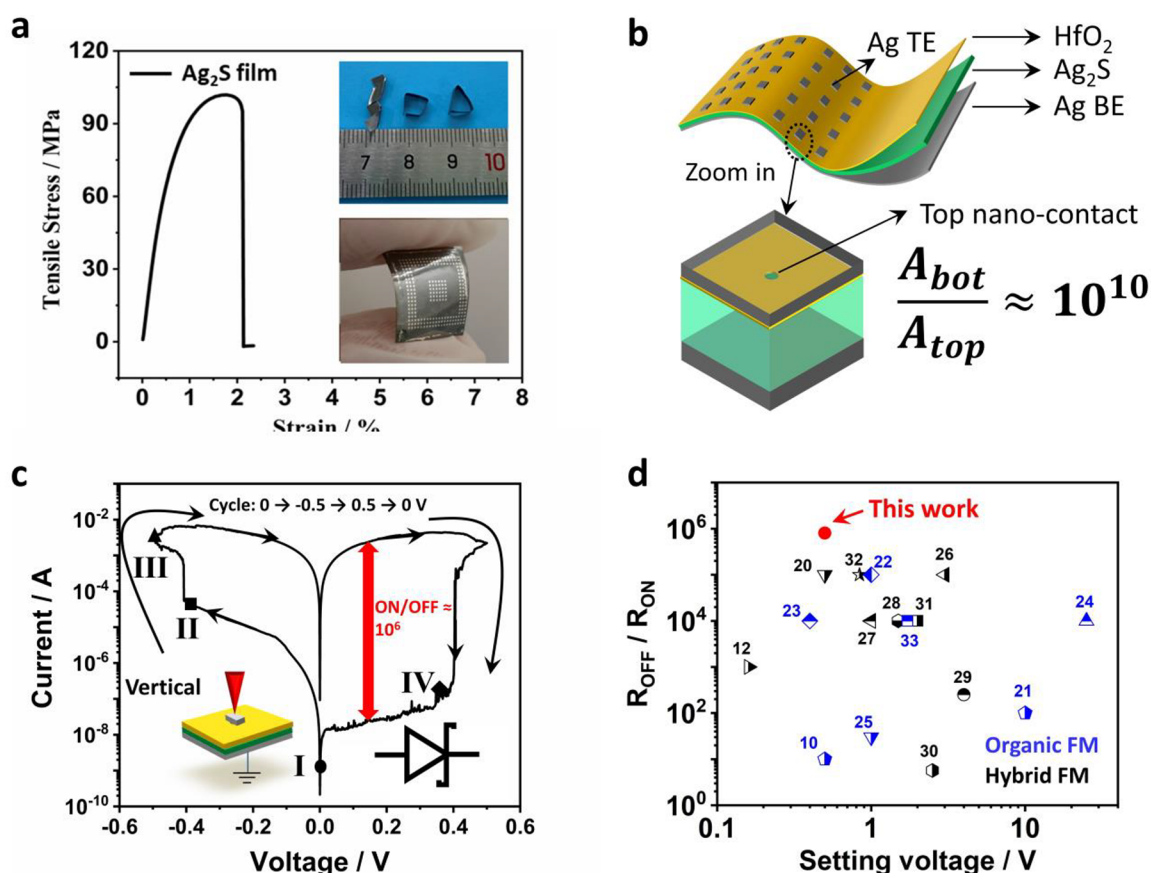 a
120
90
60
30
0
Tensile Stress / MPa
Ag₂S film
7 8 9 10
0 1 2 3 4 5 6 7 8
Strain / %
b
Ag TE
HfO₂
Ag₂S
Ag BE
Zoom in
Top nano-contact
A_bot / A_top ≈ 10¹⁰
c
Cycle: 0 → -0.5 → 0.5 → 0 V
10⁻²
10⁻⁴
10⁻⁶
10⁻⁸
10⁻¹⁰
Current / A
III
II
I
IV
ON/OFF ≈
10⁶
Vertical
-0.6 -0.4 -0.2 0.0 0.2 0.4 0.6
Voltage / V
d
10⁶
10⁴
10²
10⁰
R_OFF / R_ON
This work
20
32
22
26
23
27
28
31
33
24
12
29
21
25
10
30
Organic FM
Hybrid FM
0.1 1 10
Setting voltage / V